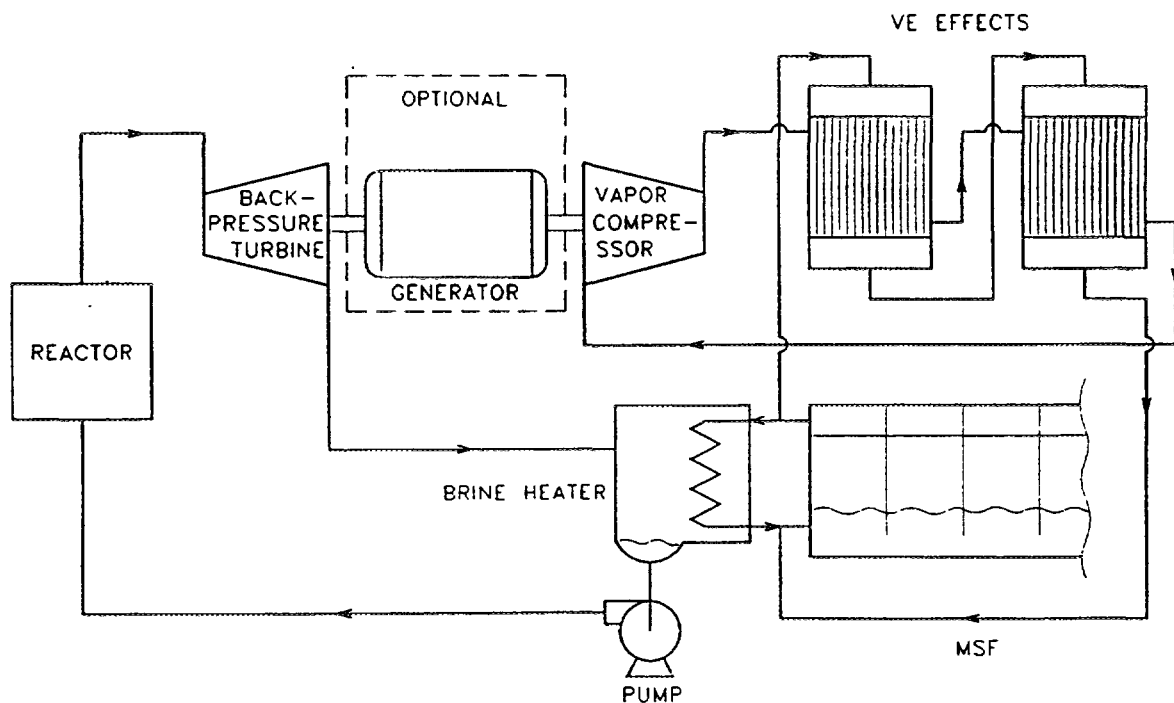 VE EFFECTS
OPTIONAL
BACK-
PRESSURE
TURBINE
VAPOR
COMPRE-
SSOR
GENERATOR
REACTOR
BRINE HEATER
MSF
PUMP